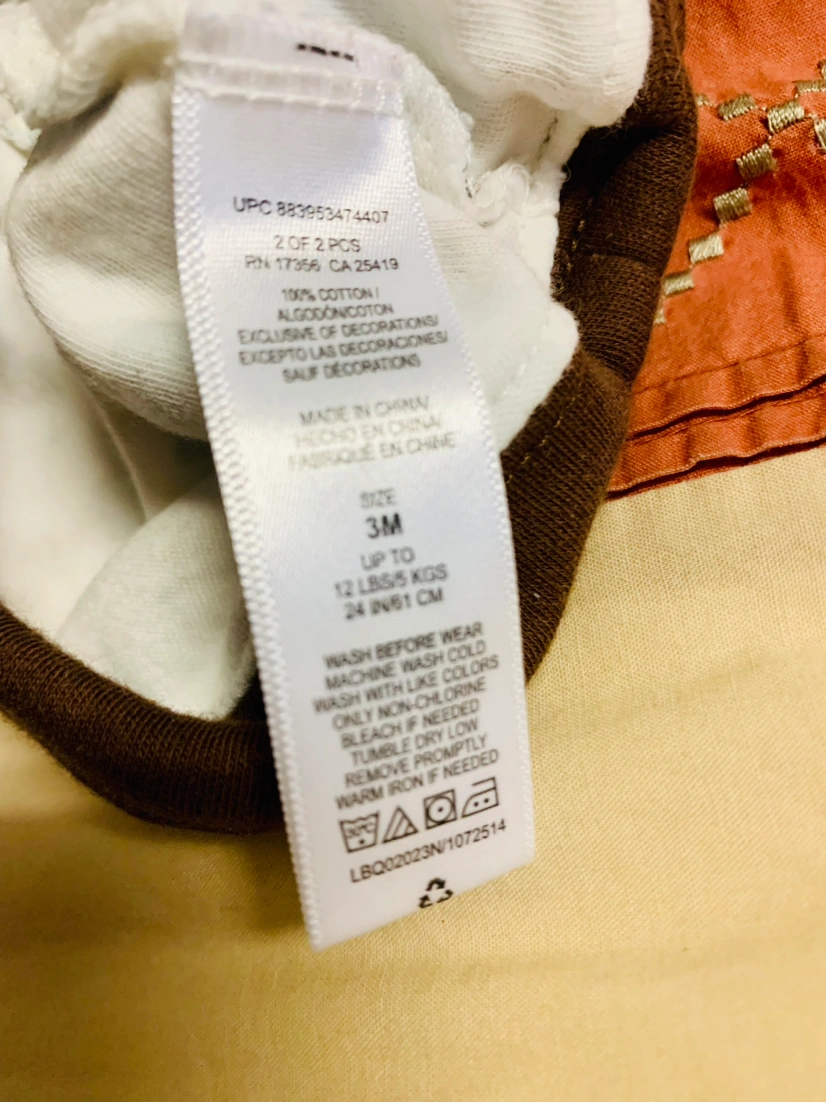 UPC 883953474407
2 OF 2 PCS
RN 17356 CA 25419
100% COTTON /
ALGODÓN/COTON
EXCLUSIVE OF DECORATIONS/
EXCEPTO LAS DECORACIONES/
SAUF DÉCORATIONS
MADE IN CHINA/
HECHO EN CHINA/
FABRIQUÉ EN CHINE
SIZE
3M
UP TO
12 LBS/5 KGS
24 IN/61 CM
WASH BEFORE WEAR
MACHINE WASH COLD
WASH WITH LIKE COLORS
ONLY NON-CHLORINE
BLEACH IF NEEDED
TUMBLE DRY LOW
REMOVE PROMPTLY
WARM IRON IF NEEDED
30°C
LBQ02023N/1072514